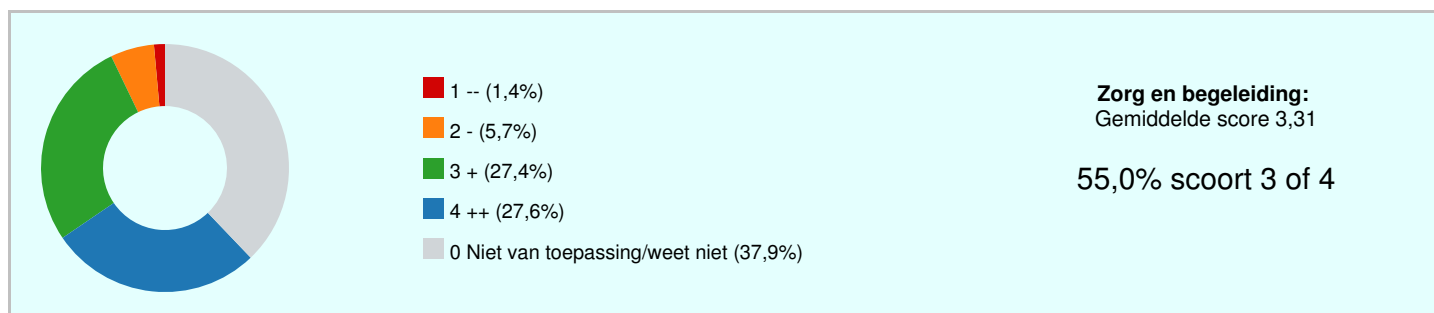 1 -- (1,4%)
2 - (5,7%)
3 + (27,4%)
4 ++ (27,6%)
0 Niet van toepassing/weet niet (37,9%)
Zorg en begeleiding:
Gemiddelde score 3,31
55,0% scoort 3 of 4